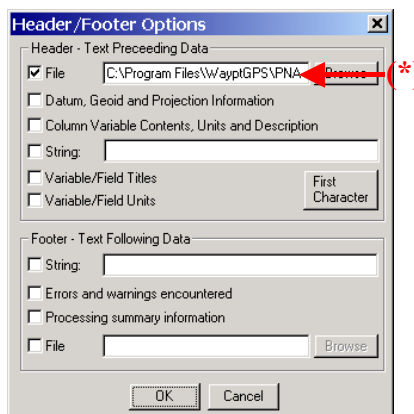 Header/Footer Options
Header - Text Preceeding Data
File C:\Program Files\WayptGPS\PNA Browse (*)
Datum, Geoid and Projection Information
Column Variable Contents, Units and Description
String:
Variable/Field Titles
Variable/Field Units
First
Character
Footer - Text Following Data
String:
Errors and warnings encountered
Processing summary information
File Browse
OK Cancel